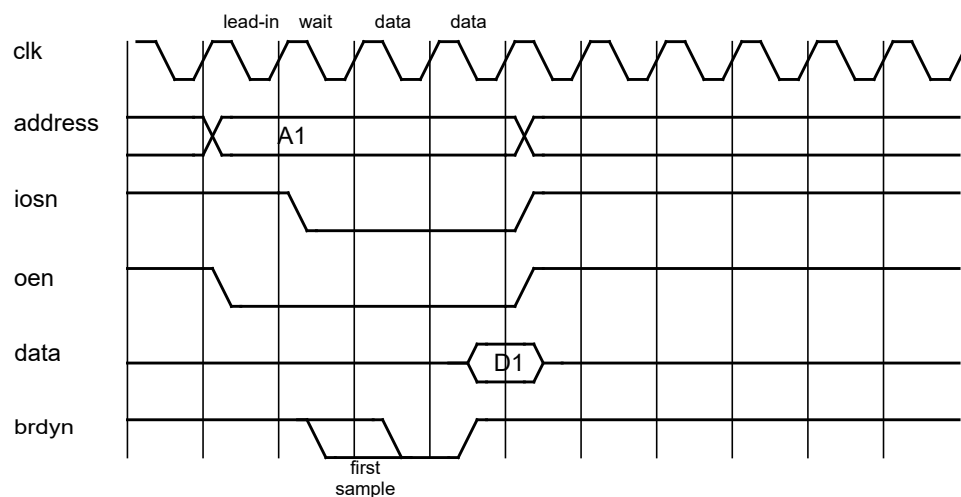 lead-in wait data data
clk
address
A1
iosn
oen
data
D1
brdyn
first
sample